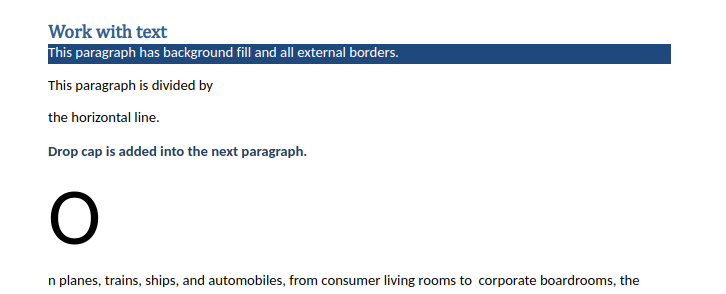 Work with text
This paragraph has background fill and all external borders.
This paragraph is divided by
the horizontal line.
Drop cap is added into the next paragraph.
O
n planes, trains, ships, and automobiles, from consumer living rooms to  corporate boardrooms, the